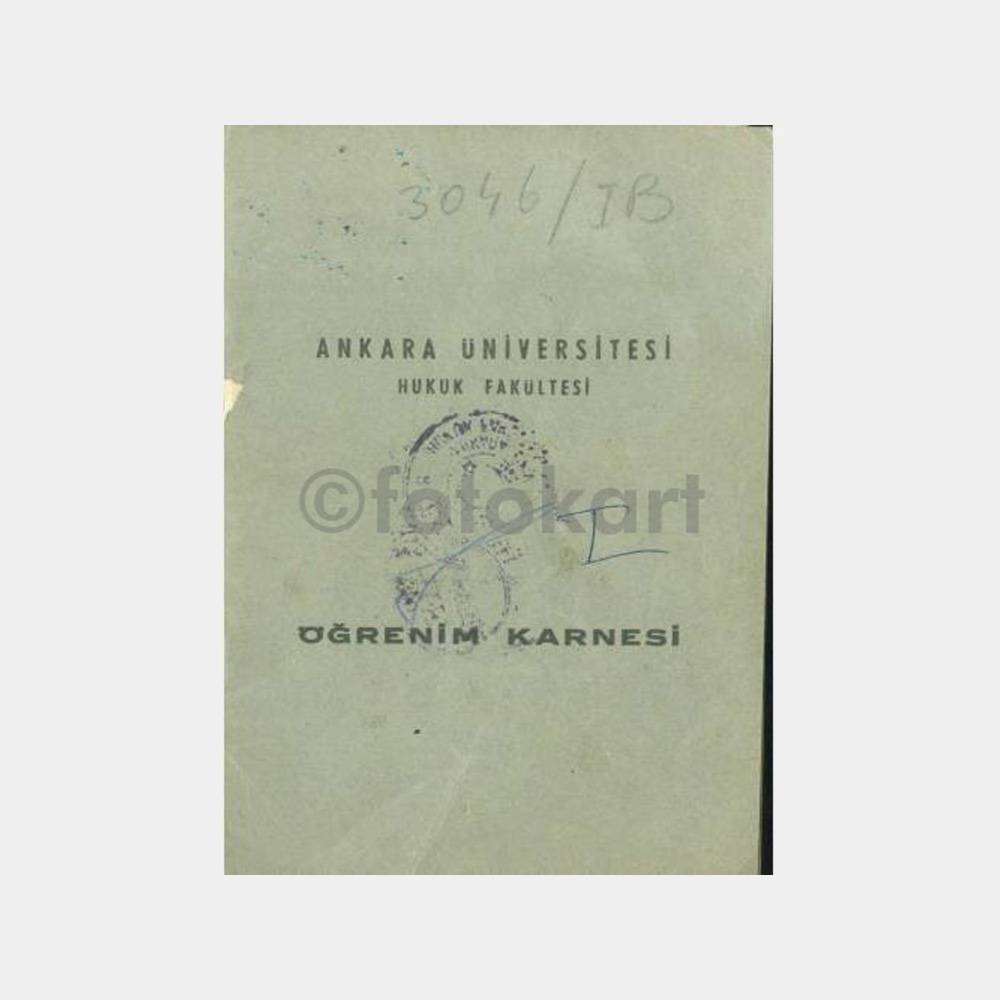 3046/IB
ANKARA ÜNİVERSİTESİ
HUKUK FAKÜLTESİ
©fotokart
I
ÖĞRENİM KARNESİ